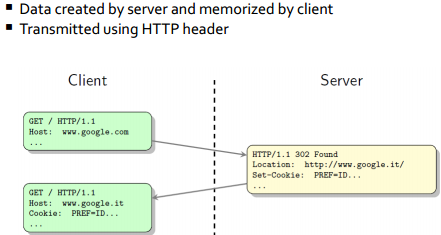 ▪ Data created by server and memorized by client
▪ Transmitted using HTTP header
Client
Server
GET / HTTP/1.1
Host: www.google.com
...
HTTP/1.1 302 Found
Location: http://www.google.it/
Set-Cookie: PREF=ID...
...
GET / HTTP/1.1
Host: www.google.it
Cookie: PREF=ID...
...